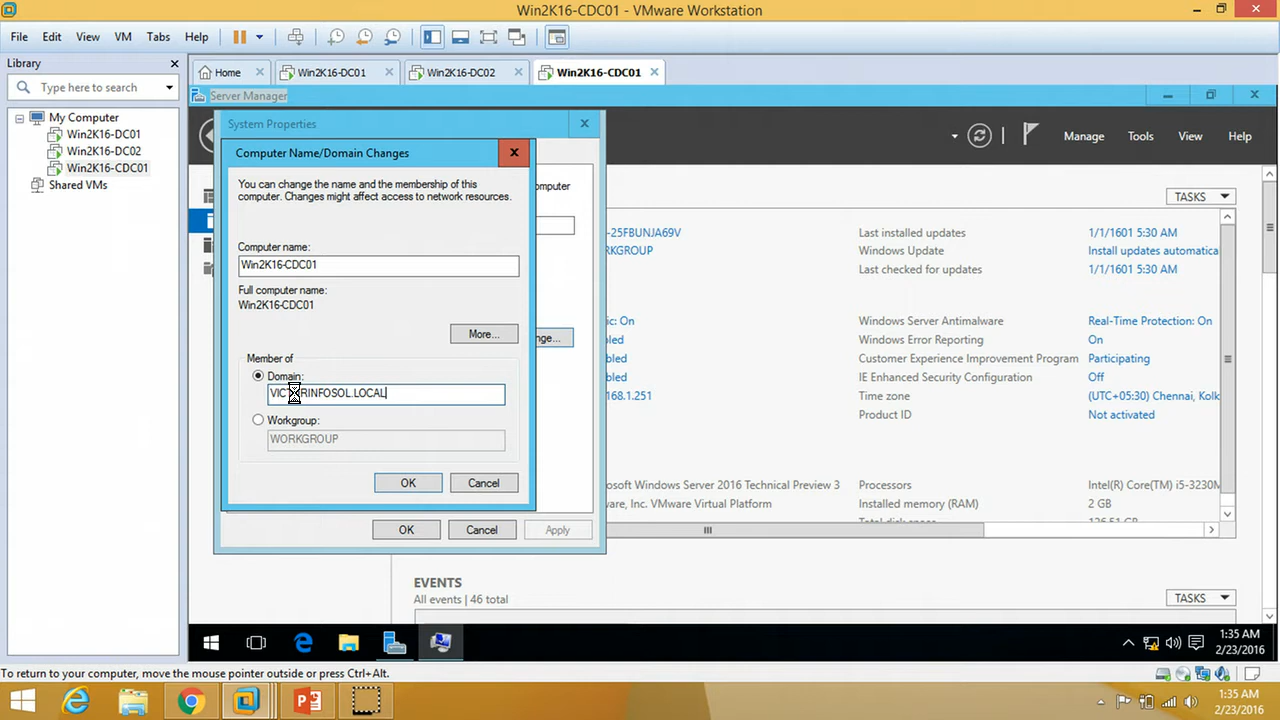 Win2K16-CDC01 - VMware Workstation
File Edit View VM Tabs Help
Library
Type here to search
My Computer
Win2K16-DC01
Win2K16-DC02
Win2K16-CDC01
Shared VMs
Home
Win2K16-DC01
Win2K16-DC02
Win2K16-CDC01
Server Manager
Manage Tools View Help
System Properties
Computer Name/Domain Changes
You can change the name and the membership of this
computer. Changes might affect access to network resources.
Computer name:
Win2K16-CDC01
Full computer name:
Win2K16-CDC01
More...
Member of
Domain:
.LOCAL
Workgroup:
WORKGROUP
OK Cancel
OK Cancel Apply
TASKS
-25FBUNJA69V
Last installed updates 1/1/1601 5:30 AM
Windows Update Install updates automatica
Last checked for updates 1/1/1601 5:30 AM
Windows Server Antimalware Real-Time Protection: On
Windows Error Reporting On
Customer Experience Improvement Program Participating
IE Enhanced Security Configuration Off
168.1.251 Time zone (UTC+05:30) Chennai, Kolk
Product ID Not activated
osoft Windows Server 2016 Technical Preview 3 Processors Intel(R) Core(TM) i5-3230M
, Inc. VMware Virtual Platform Installed memory (RAM) 2 GB
EVENTS
All events | 46 total
TASKS
1:35 AM
2/23/2016
To return to your computer, move the mouse pointer outside or press Ctrl+Alt.
1:35 AM
2/23/2016